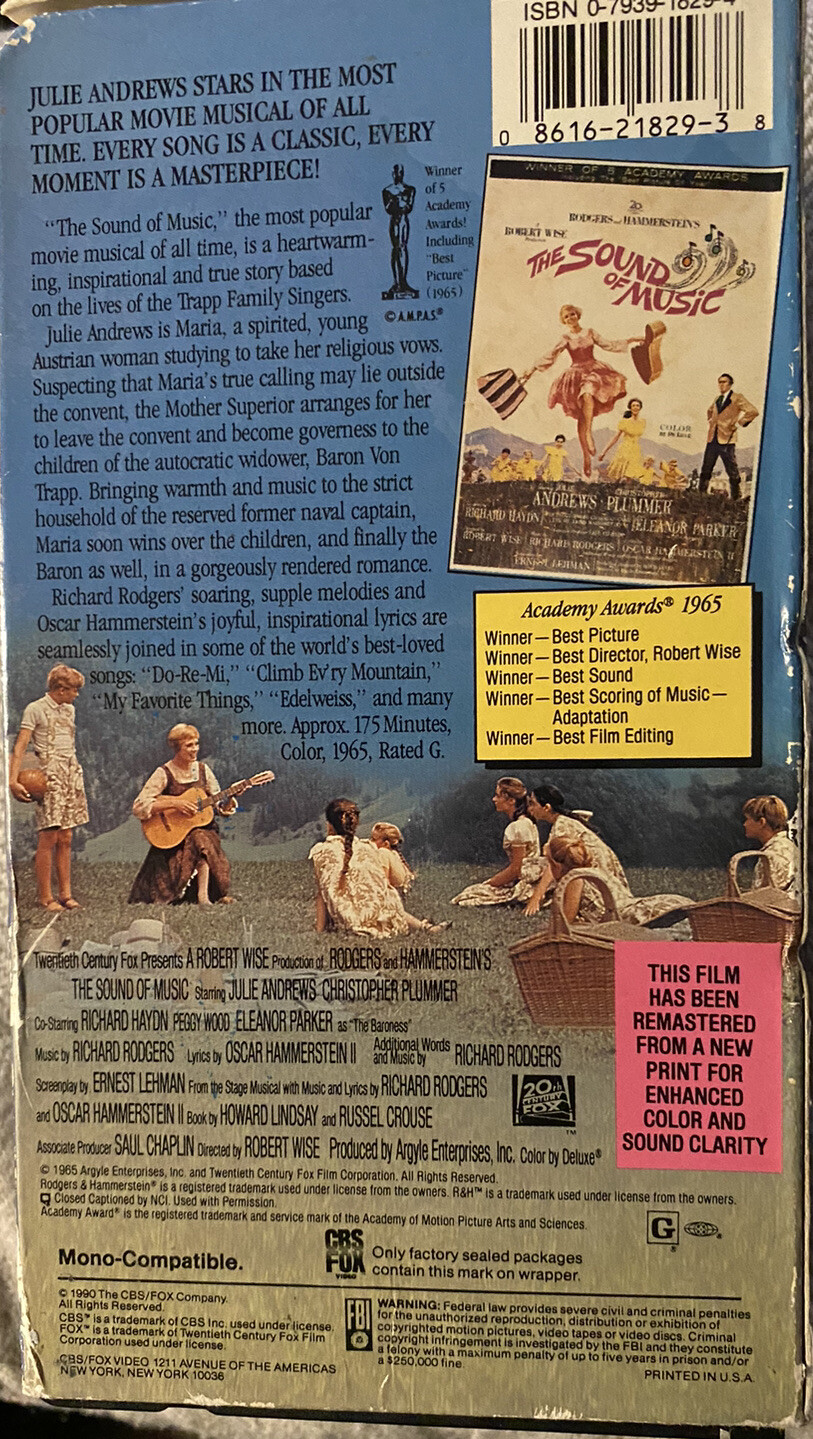 ISBN 0-7939-1829-4
0 8616-21829-3 8
JULIE ANDREWS STARS IN THE MOST
POPULAR MOVIE MUSICAL OF ALL
TIME. EVERY SONG IS A CLASSIC, EVERY
MOMENT IS A MASTERPIECE!
Winner
of 5
Academy
Awards!
Including
"Best
Picture"
(1965)
© A.M.P.A.S.®
"The Sound of Music," the most popular
movie musical of all time, is a heartwarm-
ing, inspirational and true story based
on the lives of the Trapp Family Singers.
Julie Andrews is Maria, a spirited, young
Austrian woman studying to take her religious vows.
Suspecting that Maria's true calling may lie outside
the convent, the Mother Superior arranges for her
to leave the convent and become governess to the
children of the autocratic widower, Baron Von
Trapp. Bringing warmth and music to the strict
household of the reserved former naval captain,
Maria soon wins over the children, and finally the
Baron as well, in a gorgeously rendered romance.
Richard Rodgers' soaring, supple melodies and
Oscar Hammerstein's joyful, inspirational lyrics are
seamlessly joined in some of the world's best-loved
songs: "Do-Re-Mi," "Climb Ev'ry Mountain,"
"My Favorite Things," "Edelweiss," and many
more. Approx. 175 Minutes,
Color, 1965, Rated G.
WINNER OF 5 ACADEMY AWARDS
Including The Best Picture Of Year
20
RODGERS and HAMMERSTEIN'S
A
ROBERT WISE
Production
THE SOUND
OF MUSIC
COLOR
ANDREWS PLUMMER
RICHARD HAYDN
ELEANOR PARKER
ROBERT WISE RICHARD RODGERS OSCAR HAMMERSTEIN II
ERNEST LEHMAN
Academy Awards® 1965
Winner—Best Picture
Winner—Best Director, Robert Wise
Winner—Best Sound
Winner—Best Scoring of Music—
Adaptation
Winner—Best Film Editing
Twentieth Century Fox Presents A ROBERT WISE Production of RODGERS and HAMMERSTEIN'S
THE SOUND OF MUSIC Starring JULIE ANDREWS CHRISTOPHER PLUMMER
Co-Starring RICHARD HAYDN PEGGY WOOD ELEANOR PARKER as "The Baroness"
Music by RICHARD RODGERS Lyrics by OSCAR HAMMERSTEIN II Additional Words and Music by RICHARD RODGERS
Screenplay by ERNEST LEHMAN From the Stage Musical with Music and Lyrics by RICHARD RODGERS
and OSCAR HAMMERSTEIN II Book by HOWARD LINDSAY and RUSSEL CROUSE
Associate Producer SAUL CHAPLIN Directed by ROBERT WISE Produced by Argyle Enterprises, Inc. Color by Deluxe®
20th
CENTURY
FOX
™
THIS FILM
HAS BEEN
REMASTERED
FROM A NEW
PRINT FOR
ENHANCED
COLOR AND
SOUND CLARITY
© 1965 Argyle Enterprises, Inc. and Twentieth Century Fox Film Corporation. All Rights Reserved.
Rodgers & Hammerstein® is a registered trademark used under license from the owners. R&H™ is a trademark used under license from the owners.
Closed Captioned by NCI. Used with Permission.
Academy Award® is the registered trademark and service mark of the Academy of Motion Picture Arts and Sciences.
G
®
Mono-Compatible.
CBS
FOX
VIDEO
Only factory sealed packages
contain this mark on wrapper.
© 1990 The CBS/FOX Company.
All Rights Reserved.
CBS™ is a trademark of CBS Inc. used under license.
FOX™ is a trademark of Twentieth Century Fox Film
Corporation used under license.
CBS/FOX VIDEO 1211 AVENUE OF THE AMERICAS
NEW YORK, NEW YORK 10036
FBI
WARNING: Federal law provides severe civil and criminal penalties
for the unauthorized reproduction, distribution or exhibition of
copyrighted motion pictures, video tapes or video discs. Criminal
copyright infringement is investigated by the FBI and they constitute
a felony with a maximum penalty of up to five years in prison and/or
a $250,000 fine.
PRINTED IN U.S.A.